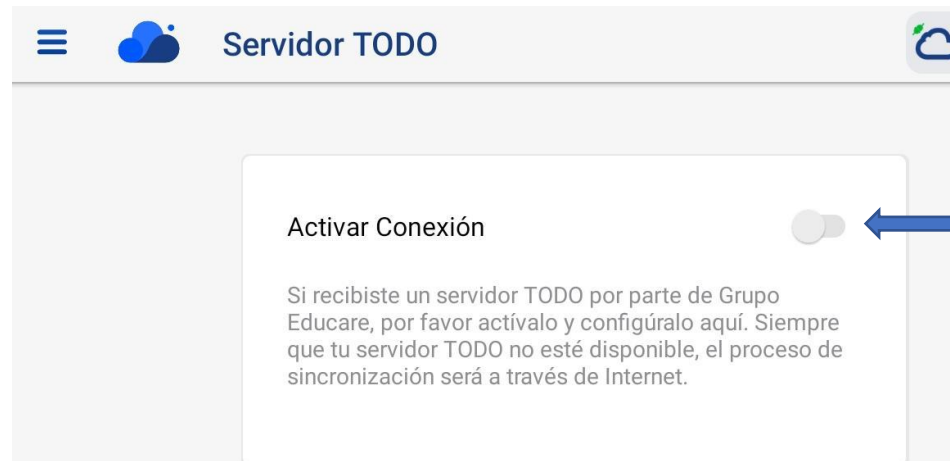 Servidor TODO
Activar Conexión
Si recibiste un servidor TODO por parte de Grupo
Educare, por favor actívalo y configúralo aquí. Siempre
que tu servidor TODO no esté disponible, el proceso de
sincronización será a través de Internet.